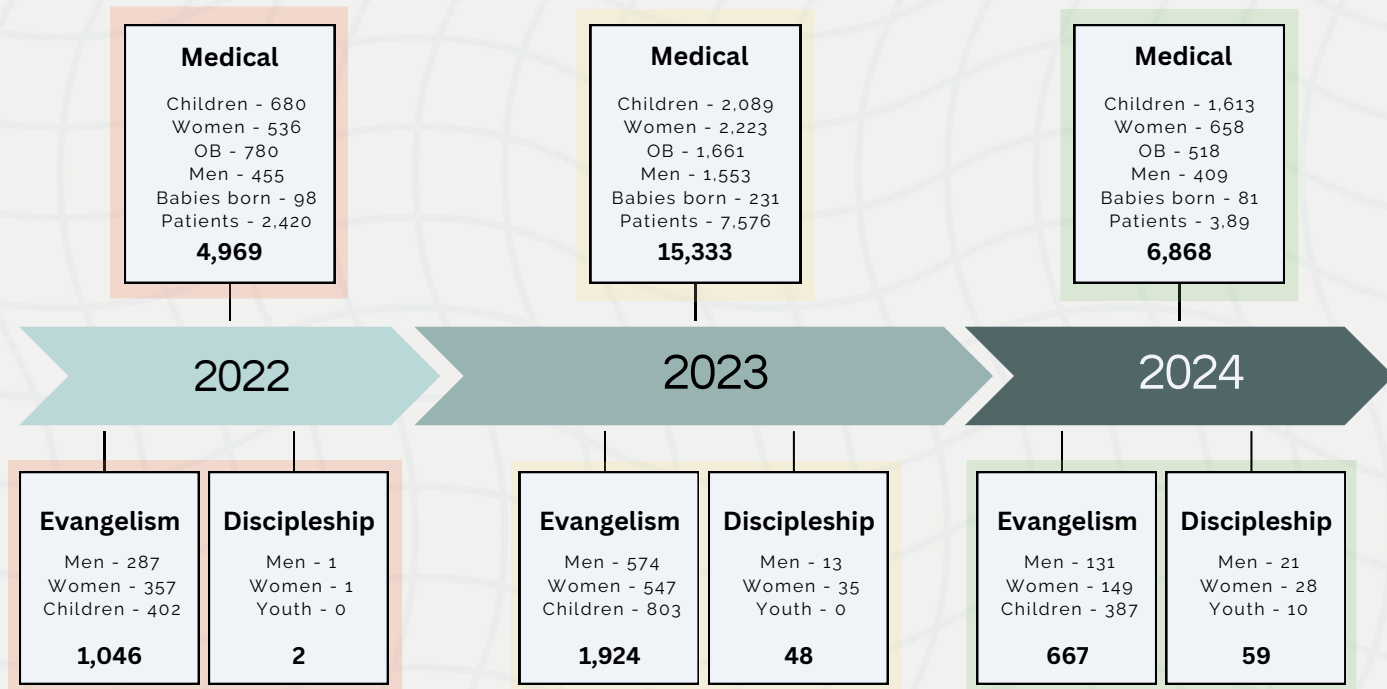 Medical
Children - 680
Women - 536
OB - 780
Men - 455
Babies born - 98
Patients - 2,420
4,969
Medical
Children - 2,089
Women - 2,223
OB - 1,661
Men - 1,553
Babies born - 231
Patients - 7,576
15,333
Medical
Children - 1,613
Women - 658
OB - 518
Men - 409
Babies born - 81
Patients - 3,89
6,868
2022
2023
2024
Evangelism
Men - 287
Women - 357
Children - 402
1,046
Discipleship
Men - 1
Women - 1
Youth - 0
2
Evangelism
Men - 574
Women - 547
Children - 803
1,924
Discipleship
Men - 13
Women - 35
Youth - 0
48
Evangelism
Men - 131
Women - 149
Children - 387
667
Discipleship
Men - 21
Women - 28
Youth - 10
59